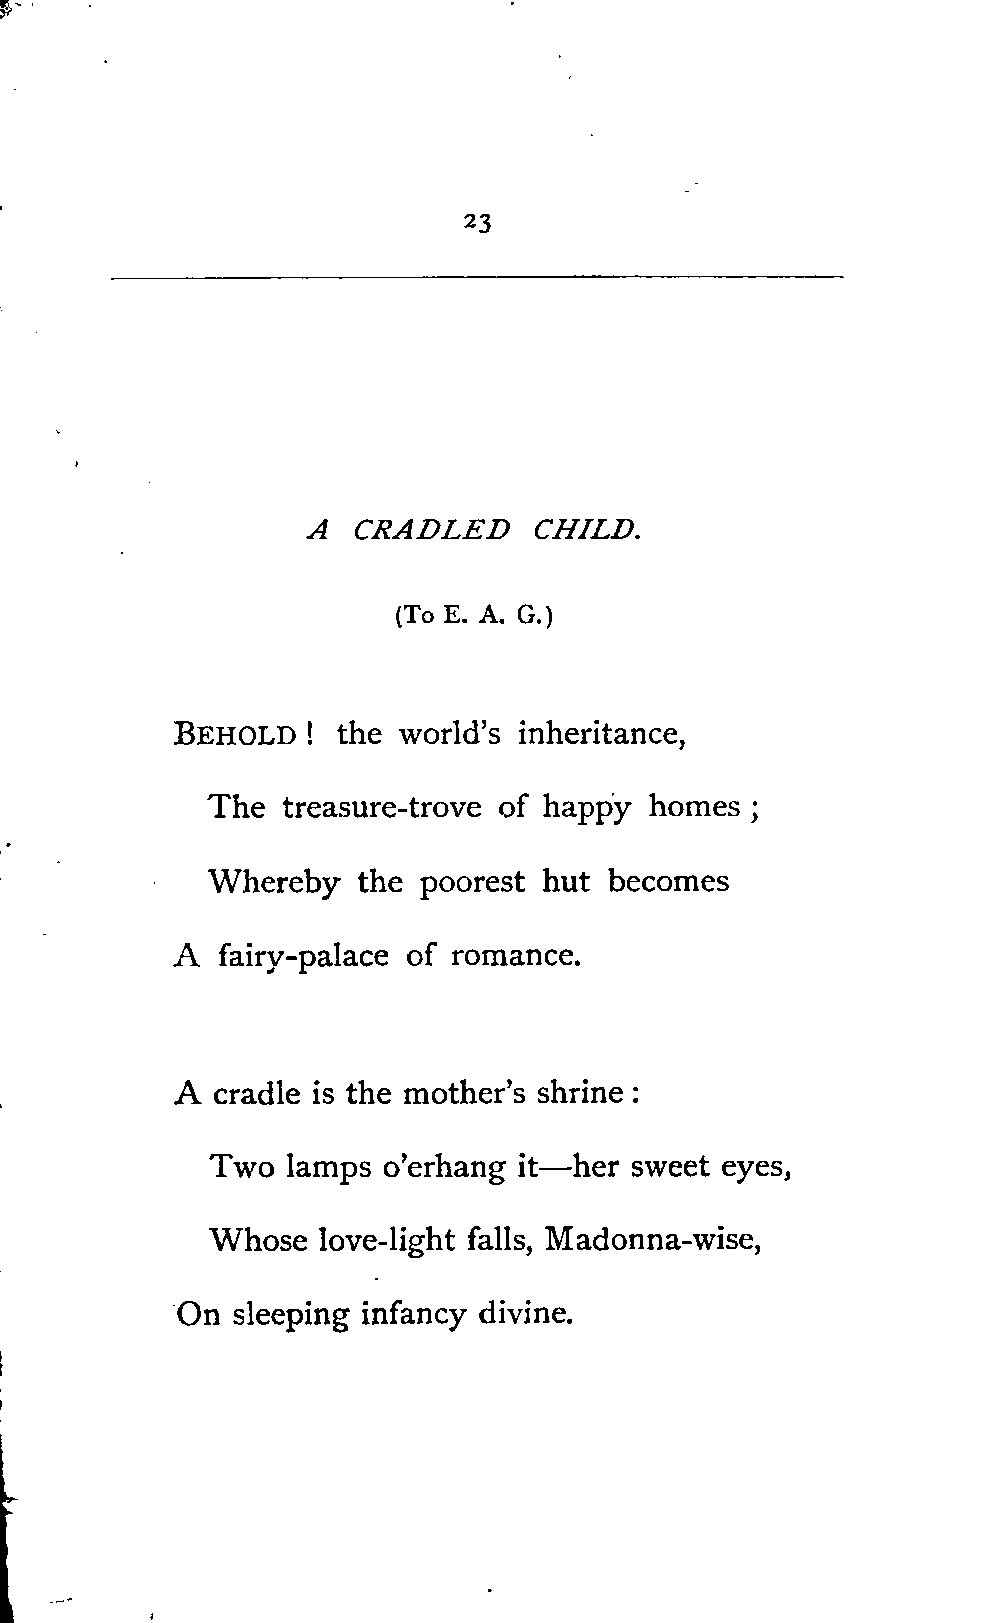 23
A CRADLED CHILD.
(To E. A. G.)
BEHOLD ! the world's inheritance,
The treasure-trove of happy homes ;
Whereby the poorest hut becomes
A fairy-palace of romance.
A cradle is the mother's shrine :
Two lamps o'erhang it—her sweet eyes,
Whose love-light falls, Madonna-wise,
On sleeping infancy divine.